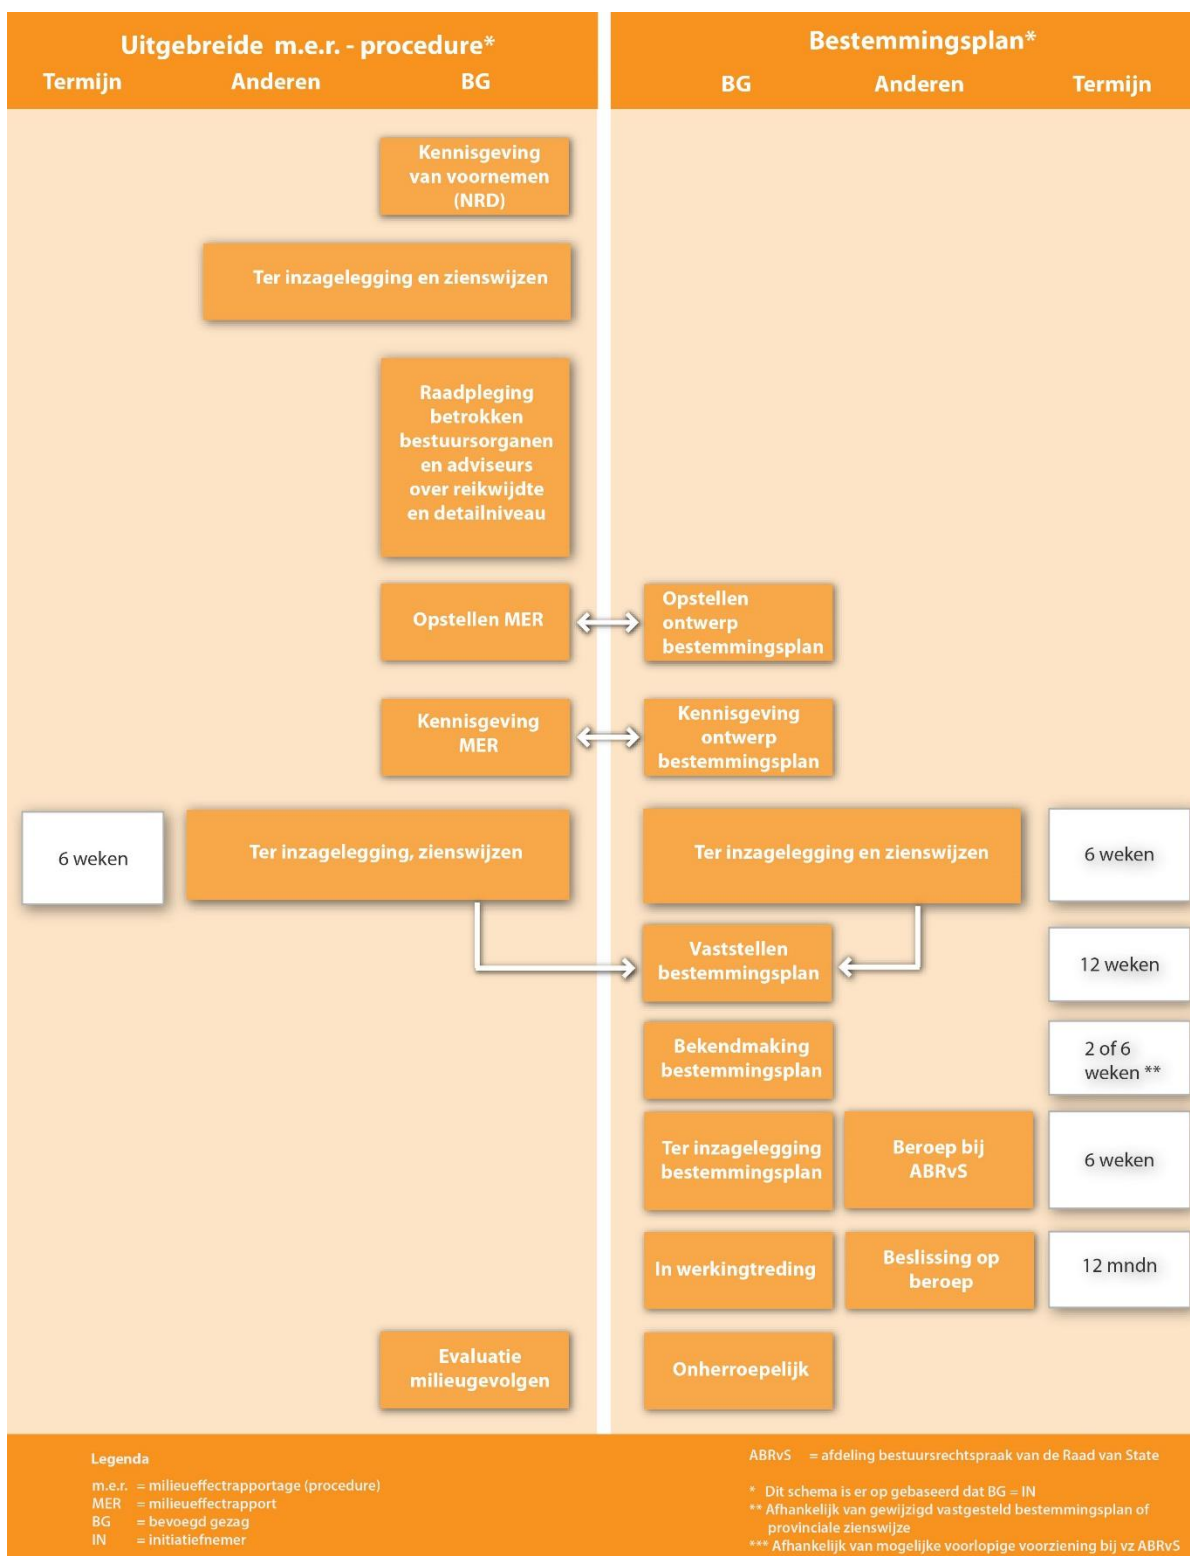 Uitgebreide m.e.r. - procedure*
Termijn Anderen BG
Bestemmingsplan*
BG Anderen Termijn
Kennisgeving
van voornemen
(NRD)
Ter inzagelegging en zienswijzen
Raadpleging
betrokken
bestuursorganen
en adviseurs
over reikwijdte
en detailniveau
Opstellen MER
Opstellen
ontwerp
bestemmingsplan
Kennisgeving
MER
Kennisgeving
ontwerp
bestemmingsplan
6 weken
Ter inzagelegging, zienswijzen
Ter inzagelegging en zienswijzen
6 weken
Vaststellen
bestemmingsplan
12 weken
Bekendmaking
bestemmingsplan
2 of 6
weken **
Ter inzagelegging
bestemmingsplan
Beroep bij
ABRvS
6 weken
In werkingtreding
Beslissing op
beroep
12 mndn
Evaluatie
milieugevolgen
Onherroepelijk
Legenda
m.e.r. = milieueffectrapportage (procedure)
MER = milieueffectrapport
BG = bevoegd gezag
IN = initiatiefnemer
ABRvS = afdeling bestuursrechtspraak van de Raad van State
* Dit schema is er op gebaseerd dat BG = IN
** Afhankelijk van gewijzigd vastgesteld bestemmingsplan of
provinciale zienswijze
*** Afhankelijk van mogelijke voorlopige voorziening bij vz ABRvS